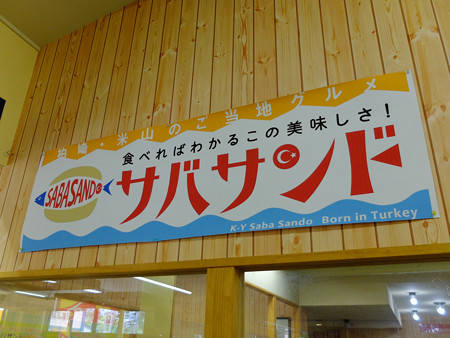 柏崎・米山のご当地グルメ
食べればわかるこの美味しさ!
SABASANDO
サバサンド
K-Y Saba Sando Born in Turkey